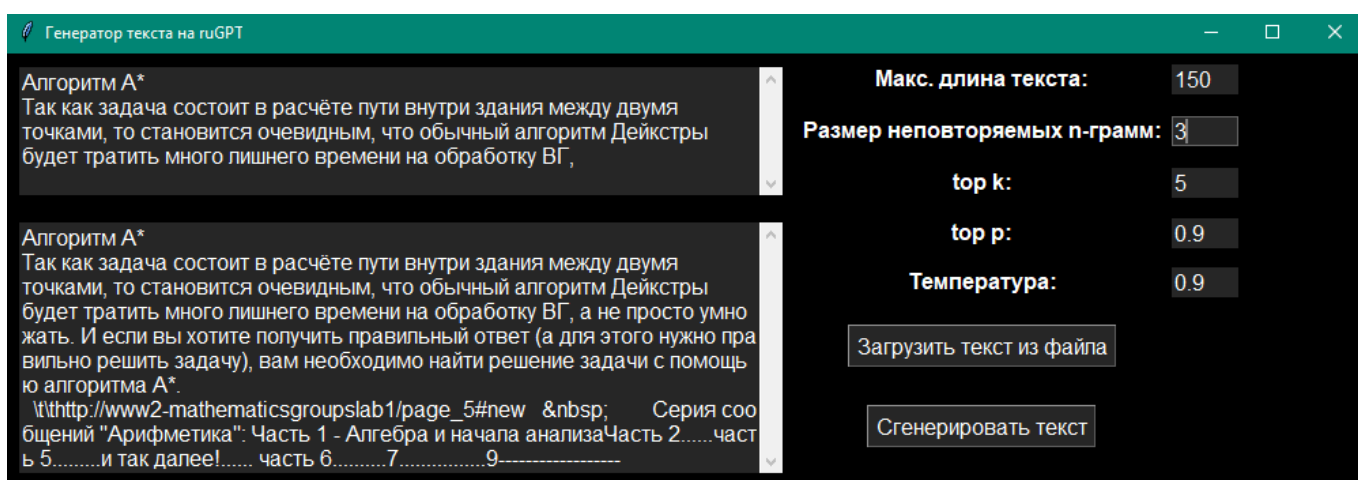 Генератор текста на ruGPT
Алгоритм А*
Так как задача состоит в расчёте пути внутри здания между двумя
точками, то становится очевидным, что обычный алгоритм Дейкстры
будет тратить много лишнего времени на обработку ВГ,
Алгоритм А*
Так как задача состоит в расчёте пути внутри здания между двумя
точками, то становится очевидным, что обычный алгоритм Дейкстры
будет тратить много лишнего времени на обработку ВГ, а не просто умно
жать. И если вы хотите получить правильный ответ (а для этого нужно пра
вильно решить задачу), вам необходимо найти решение задачи с помощь
ю алгоритма А*.
\t\thttp://www2-mathematicsgroupslab1/page_5#new &nbsp; Серия соо
бщений "Арифметика": Часть 1 - Алгебра и начала анализаЧасть 2......част
ь 5.........и так далее!...... часть 6..........7................9------------------
Макс. длина текста: 150
Размер неповторяемых n-грамм: 3
top k: 5
top p: 0.9
Температура: 0.9
Загрузить текст из файла
Сгенерировать текст